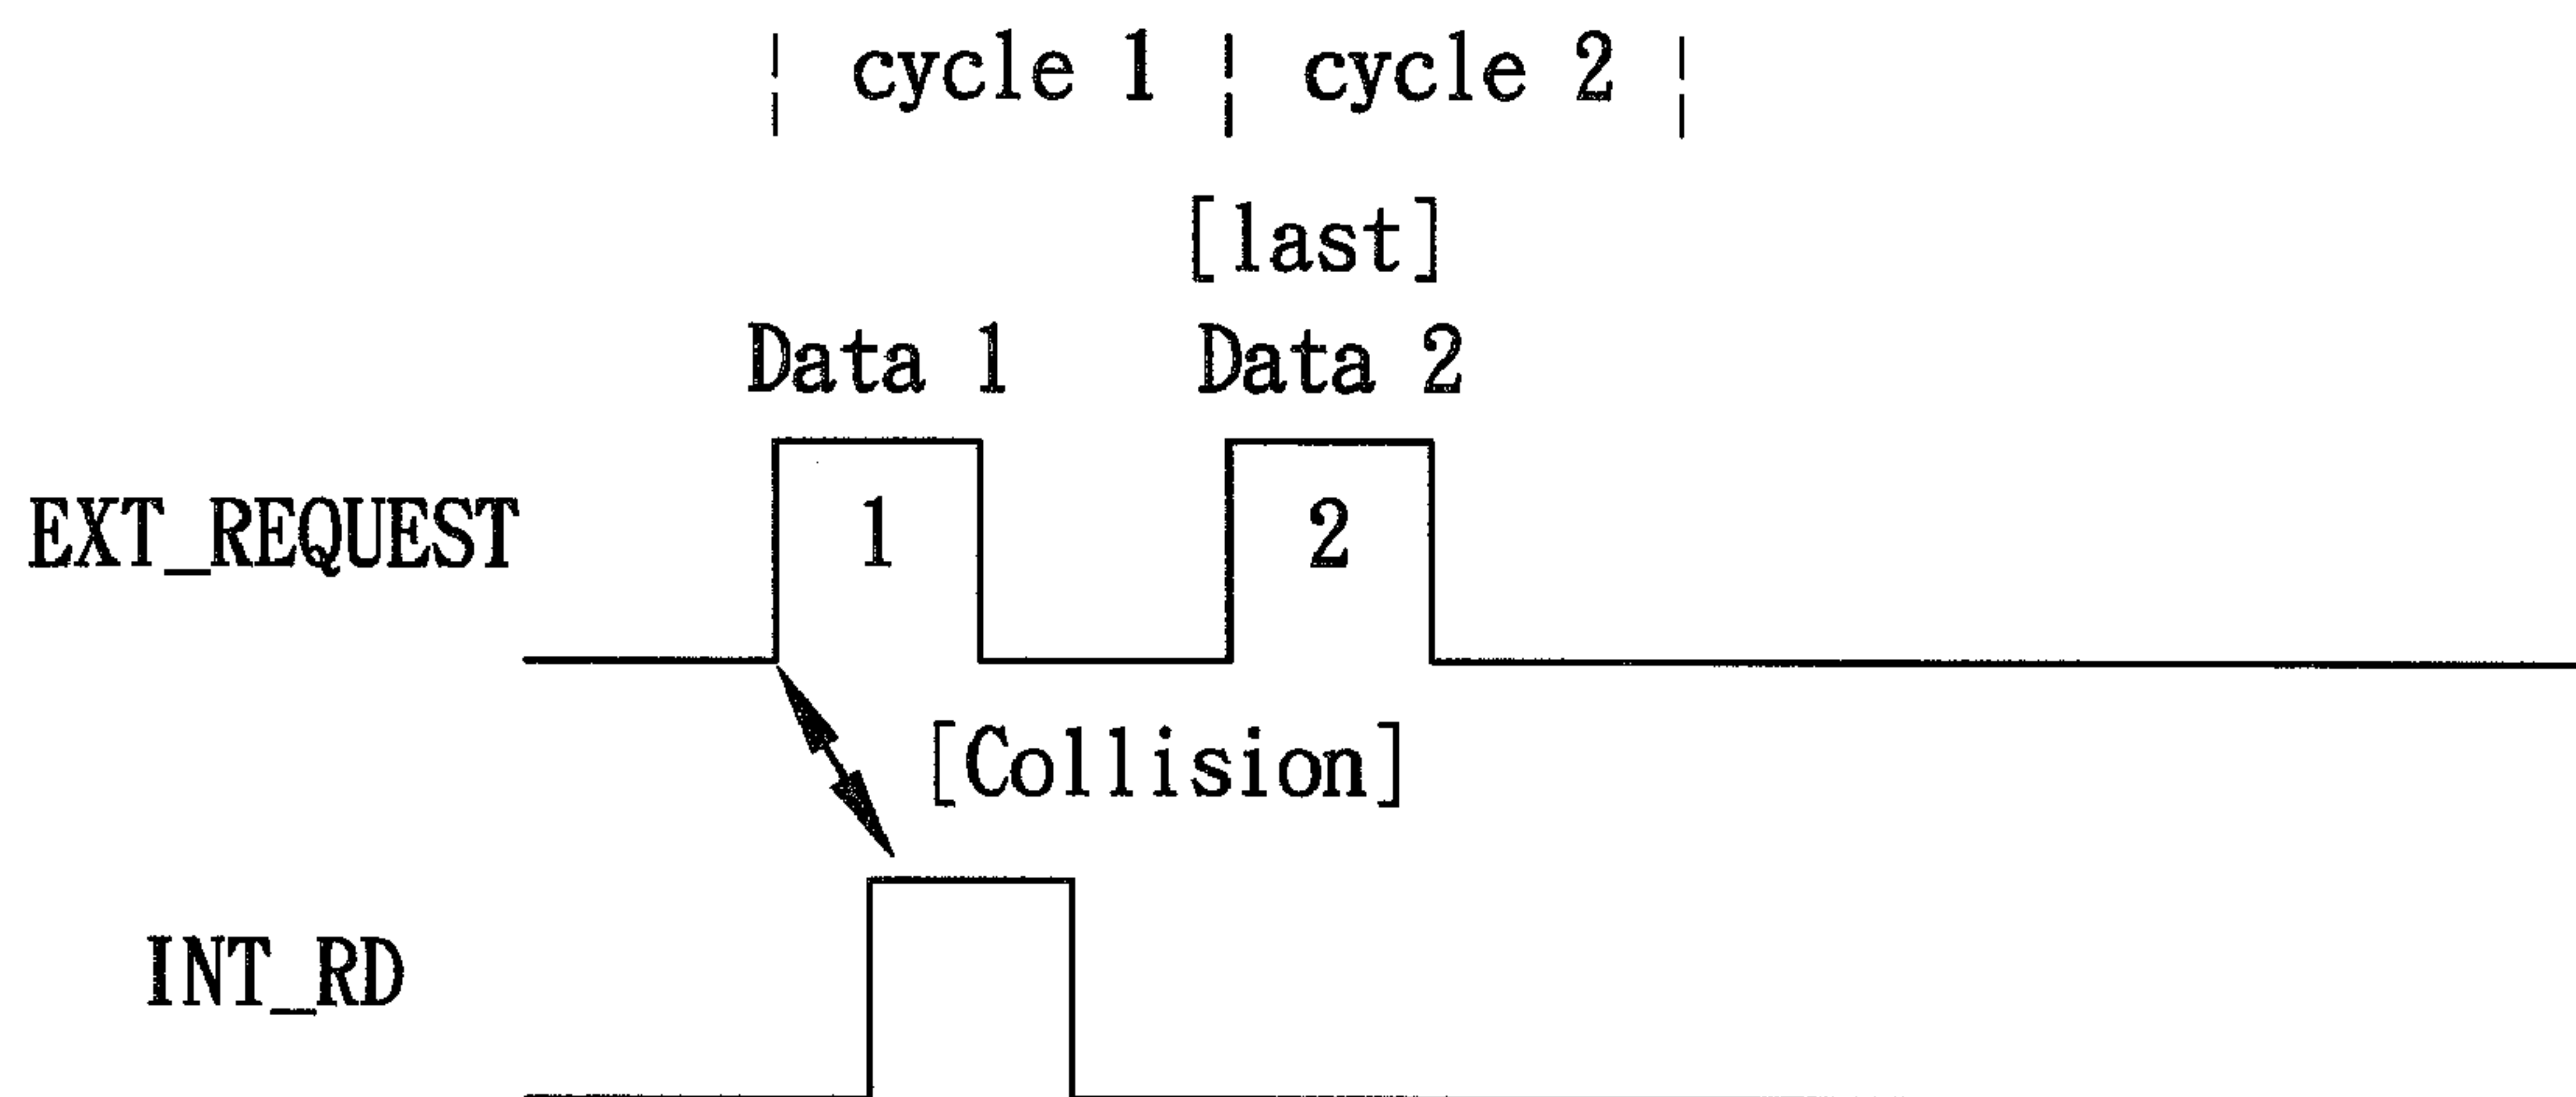 cycle 1 cycle 2
[last]
Data 1 Data 2
EXT_REQUEST 1 2
[Collision]
INT_RD